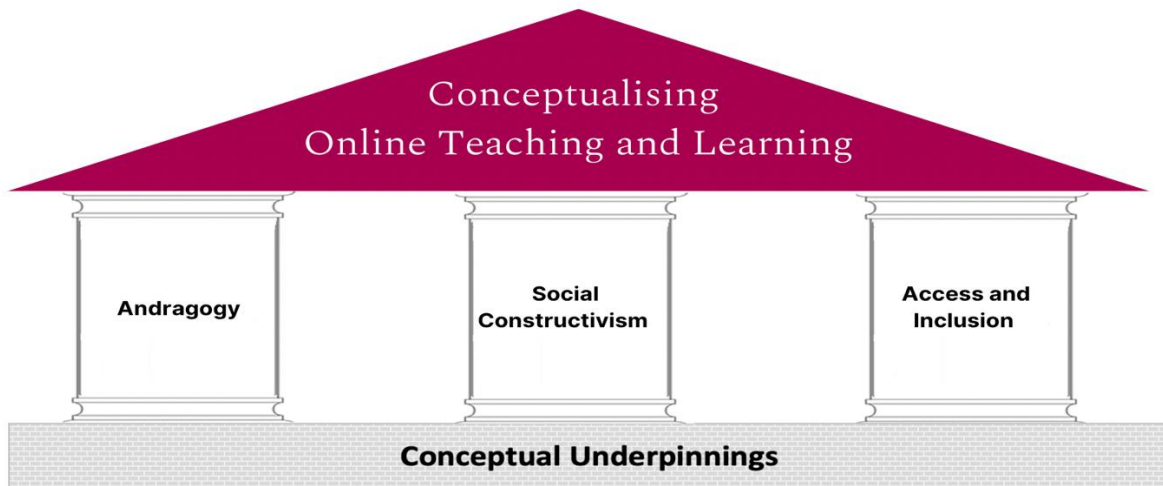 Conceptualising
Online Teaching and Learning
Andragogy
Social
Constructivism
Access and
Inclusion
Conceptual Underpinnings